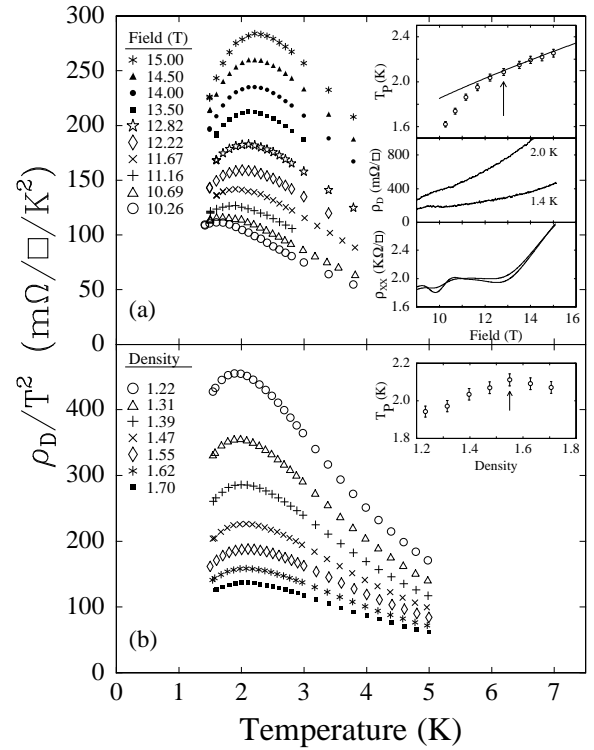 ρD/T² (mΩ/□/K²)
300
250
200
150
100
50
0
(a)
Field (T)
15.00
14.50
14.00
13.50
12.82
12.22
11.67
11.16
10.69
10.26
TP (K)
2.4
2.0
1.6
ρD (mΩ/□)
800
400
0
2.0 K
1.4 K
ρXX (KΩ/□)
2.4
2.0
1.6
10 12 14 16
Field (T)
400
300
200
100
0
(b)
Density
1.22
1.31
1.39
1.47
1.55
1.62
1.70
TP (K)
2.2
2.0
1.8
1.2 1.4 1.6 1.8
Density
0 1 2 3 4 5 6 7
Temperature (K)